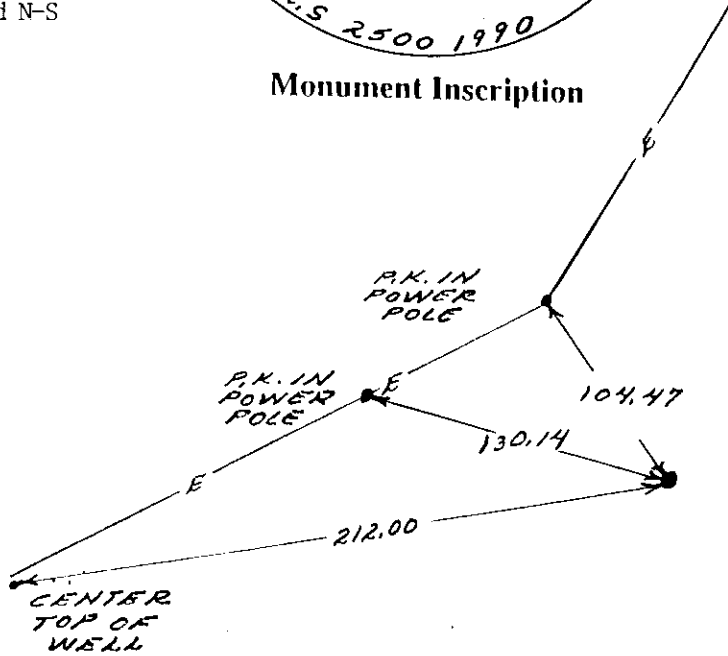 d N-S
.S 2500 1990
Monument Inscription
E
P.K. IN
POWER
POLE
P.K. IN
POWER
POLE
E
104.47
130.14
E
212.00
CENTER
TOP OF
WELL